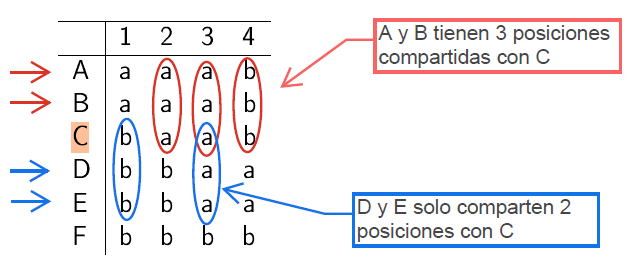 1 2 3 4
A a a a b
B a a a b
C b a a b
D b b a a
E b b a a
F b b b b
A y B tienen 3 posiciones
compartidas con C
D y E solo comparten 2
posiciones con C